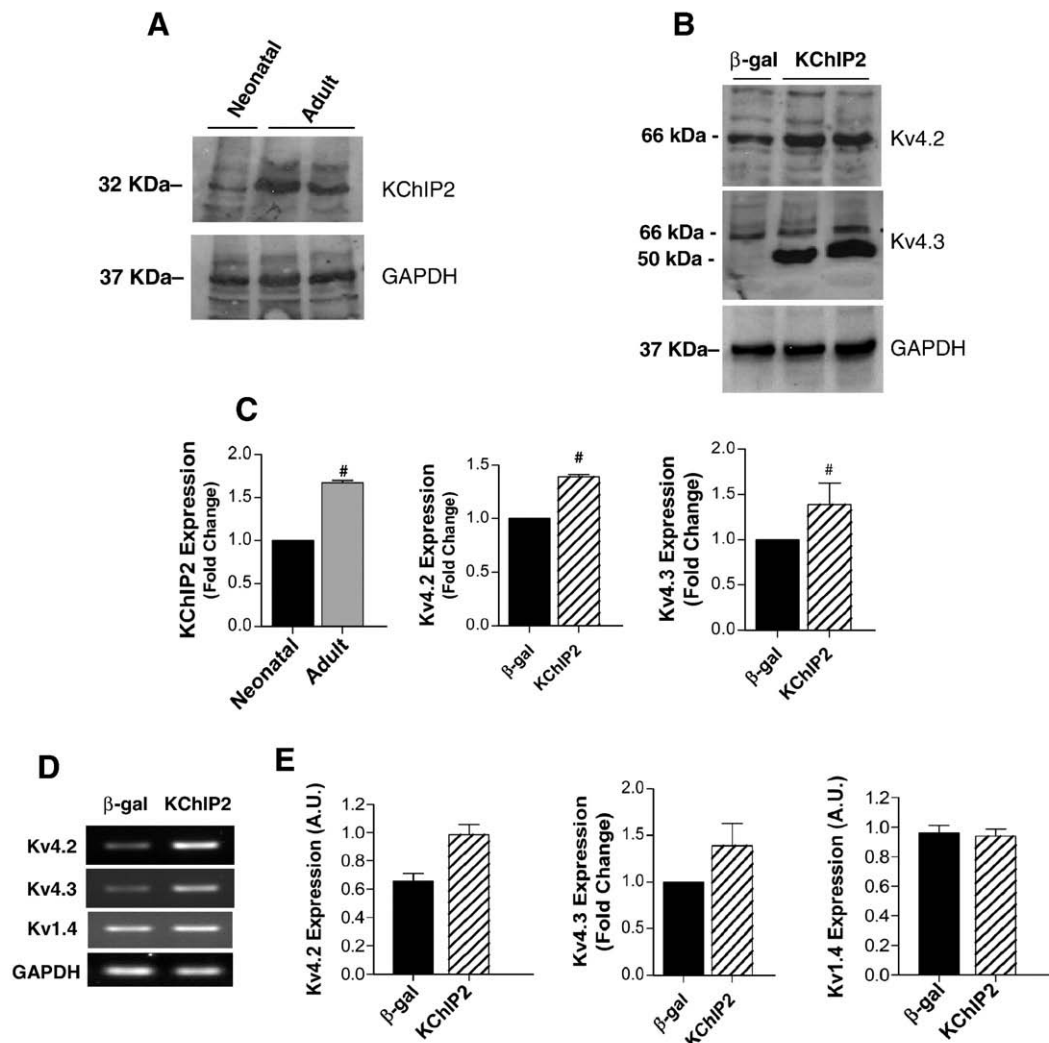 A
Neonatal
Adult
32 KDa–
KChIP2
37 KDa–
GAPDH
B
β-gal KChIP2
66 kDa -
Kv4.2
66 kDa -
50 kDa -
Kv4.3
37 KDa–
GAPDH
C
KChIP2 Expression
(Fold Change)
2.0
1.5
1.0
0.5
0.0
#
Neonatal
Adult
Kv4.2 Expression
(Fold Change)
1.5
1.0
0.5
0.0
#
β-gal
KChIP2
Kv4.3 Expression
(Fold Change)
2.0
1.5
1.0
0.5
0.0
#
β-gal
KChIP2
D
β-gal KChIP2
Kv4.2
Kv4.3
Kv1.4
GAPDH
E
Kv4.2 Expression (A.U.)
1.2
1.0
0.8
0.6
0.4
0.2
0.0
β-gal
KChIP2
Kv4.3 Expression
(Fold Change)
2.0
1.5
1.0
0.5
0.0
β-gal
KChIP2
Kv1.4 Expression (A.U.)
1.2
1.0
0.8
0.6
0.4
0.2
0.0
β-gal
KChIP2